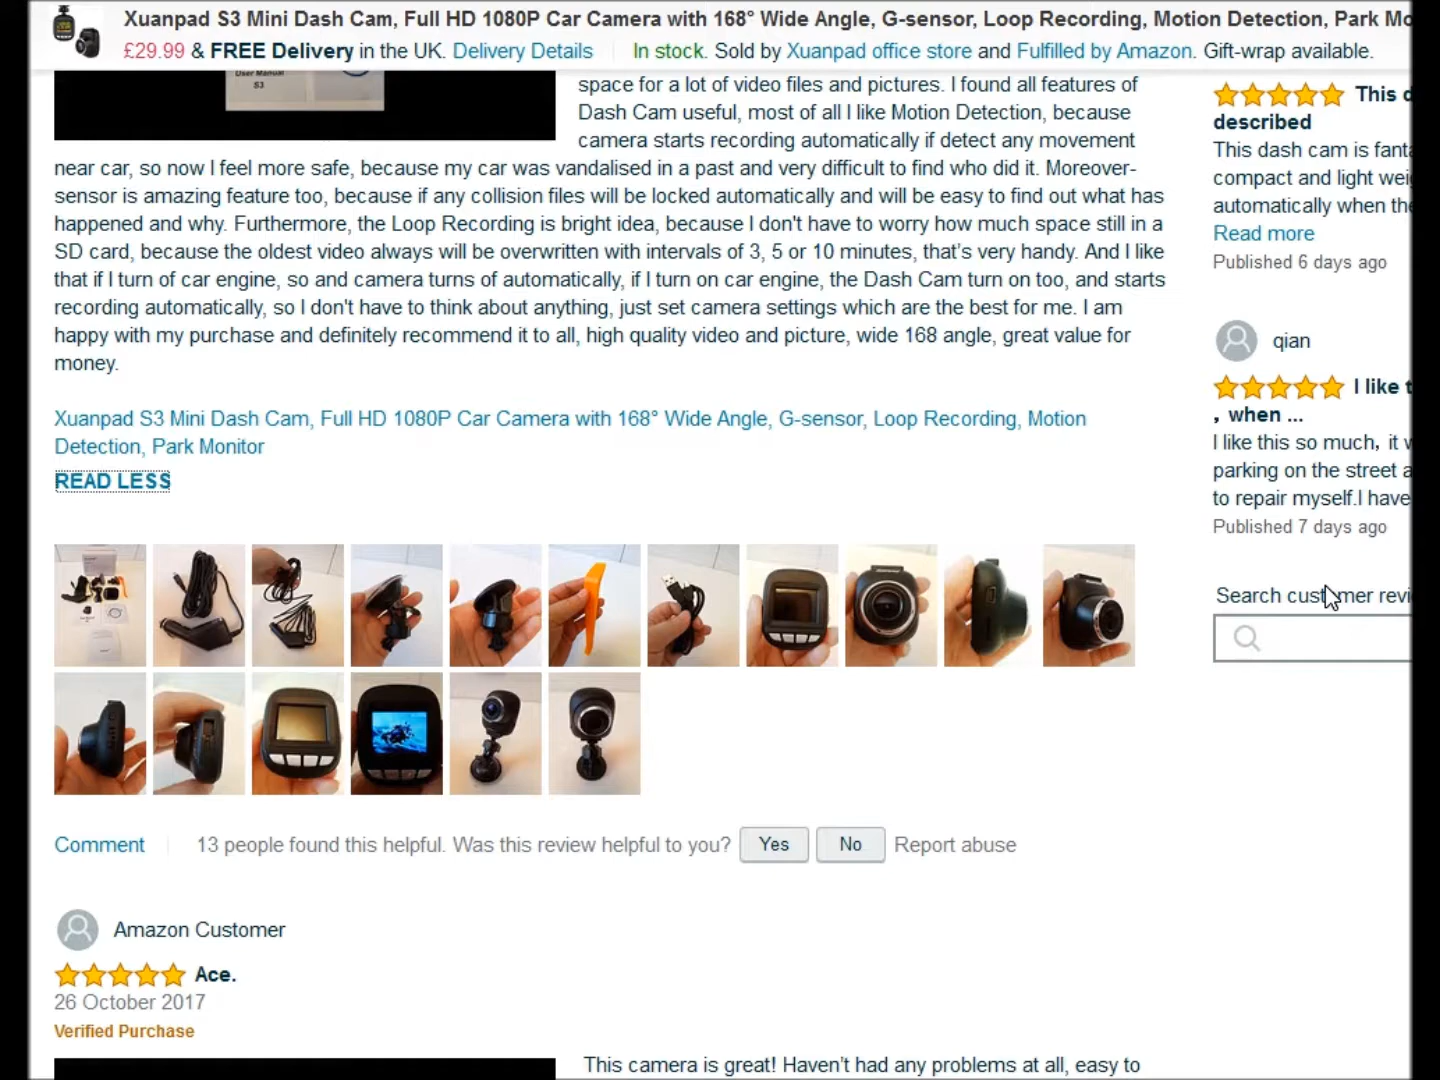 Xuanpad S3 Mini Dash Cam, Full HD 1080P Car Camera with 168° Wide Angle, G-sensor, Loop Recording, Motion Detection, Park Mo
£29.99 & FREE Delivery in the UK. Delivery Details In stock. Sold by Xuanpad office store and Fulfilled by Amazon. Gift-wrap available.
User Manual
S3
space for a lot of video files and pictures. I found all features of
Dash Cam useful, most of all I like Motion Detection, because
camera starts recording automatically if detect any movement
near car, so now I feel more safe, because my car was vandalised in a past and very difficult to find who did it. Moreover-
sensor is amazing feature too, because if any collision files will be locked automatically and will be easy to find out what has
happened and why. Furthermore, the Loop Recording is bright idea, because I don't have to worry how much space still in a
SD card, because the oldest video always will be overwritten with intervals of 3, 5 or 10 minutes, that's very handy. And I like
that if I turn of car engine, so and camera turns of automatically, if I turn on car engine, the Dash Cam turn on too, and starts
recording automatically, so I don't have to think about anything, just set camera settings which are the best for me. I am
happy with my purchase and definitely recommend it to all, high quality video and picture, wide 168 angle, great value for
money.
Xuanpad S3 Mini Dash Cam, Full HD 1080P Car Camera with 168° Wide Angle, G-sensor, Loop Recording, Motion
Detection, Park Monitor
READ LESS
Comment 13 people found this helpful. Was this review helpful to you? Yes No Report abuse
Amazon Customer
Ace.
26 October 2017
Verified Purchase
This camera is great! Haven't had any problems at all, easy to
This d
described
This dash cam is fanta
compact and light wei
automatically when the
Read more
Published 6 days ago
qian
I like t
, when ...
I like this so much, it w
parking on the street a
to repair myself.I have
Published 7 days ago
Search customer revi